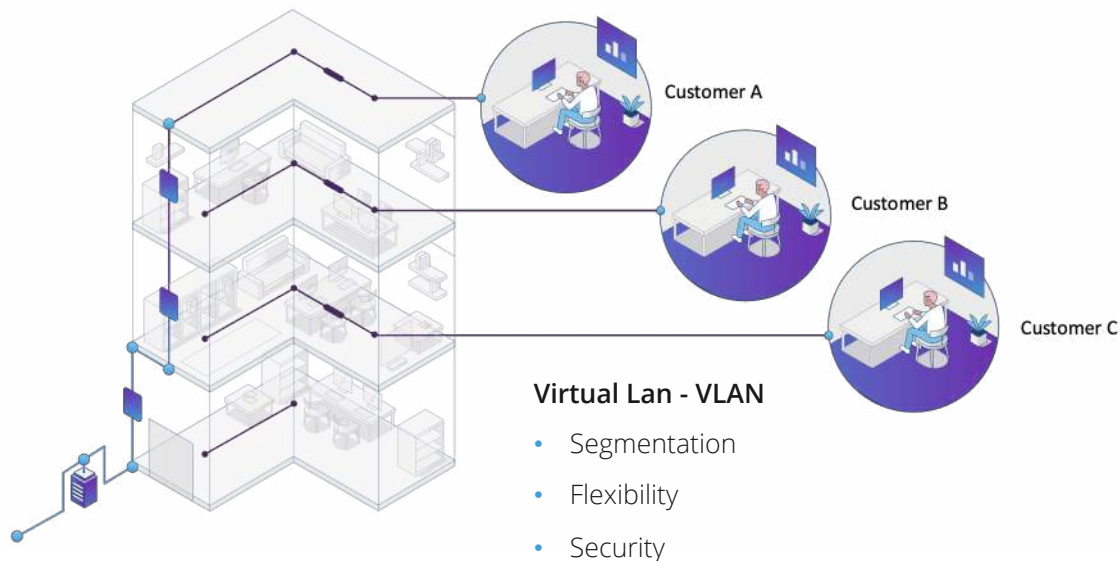 Customer A
Customer B
Customer C
Virtual Lan - VLAN
• Segmentation
• Flexibility
• Security